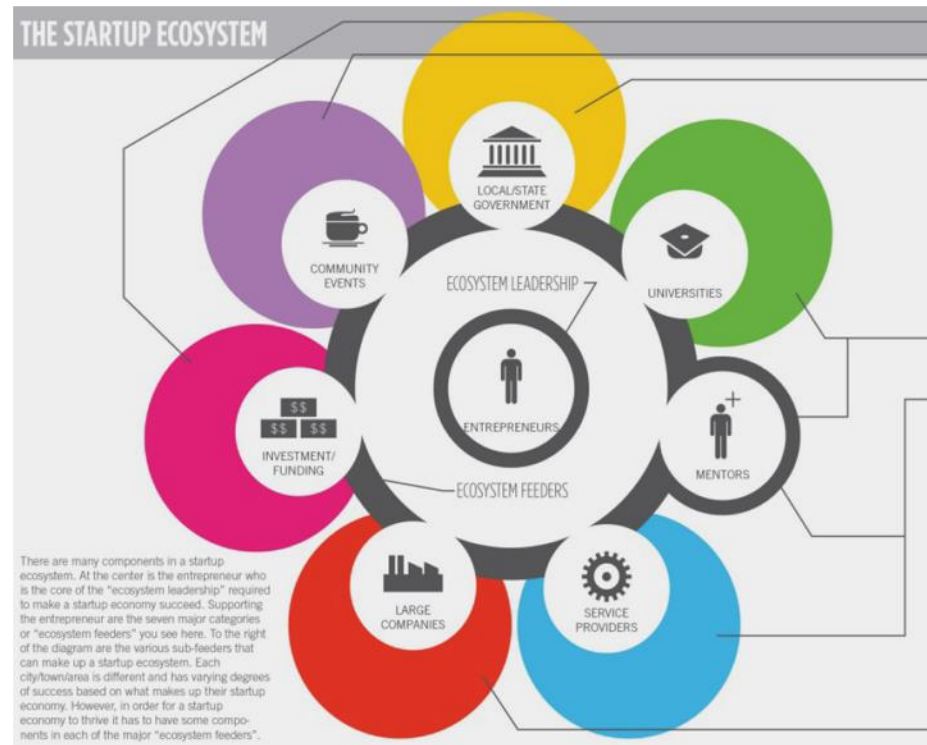 THE STARTUP ECOSYSTEM
LOCAL/STATE
GOVERNMENT
COMMUNITY
EVENTS
UNIVERSITIES
ECOSYSTEM LEADERSHIP
ENTREPRENEURS
$$
$$ $$
INVESTMENT/
FUNDING
MENTORS
ECOSYSTEM FEEDERS
LARGE
COMPANIES
SERVICE
PROVIDERS
There are many components in a startup
ecosystem. At the center is the entrepreneur who
is the core of the “ecosystem leadership” required
to make a startup economy succeed. Supporting
the entrepreneur are the seven major categories
or “ecosystem feeders” you see here. To the right
of the diagram are the various sub-feeders that
can make up a startup ecosystem. Each
city/town/area is different and has varying degrees
of success based on what makes up their startup
economy. However, in order for a startup
economy to thrive it has to have some compo-
nents in each of the major “ecosystem feeders”.